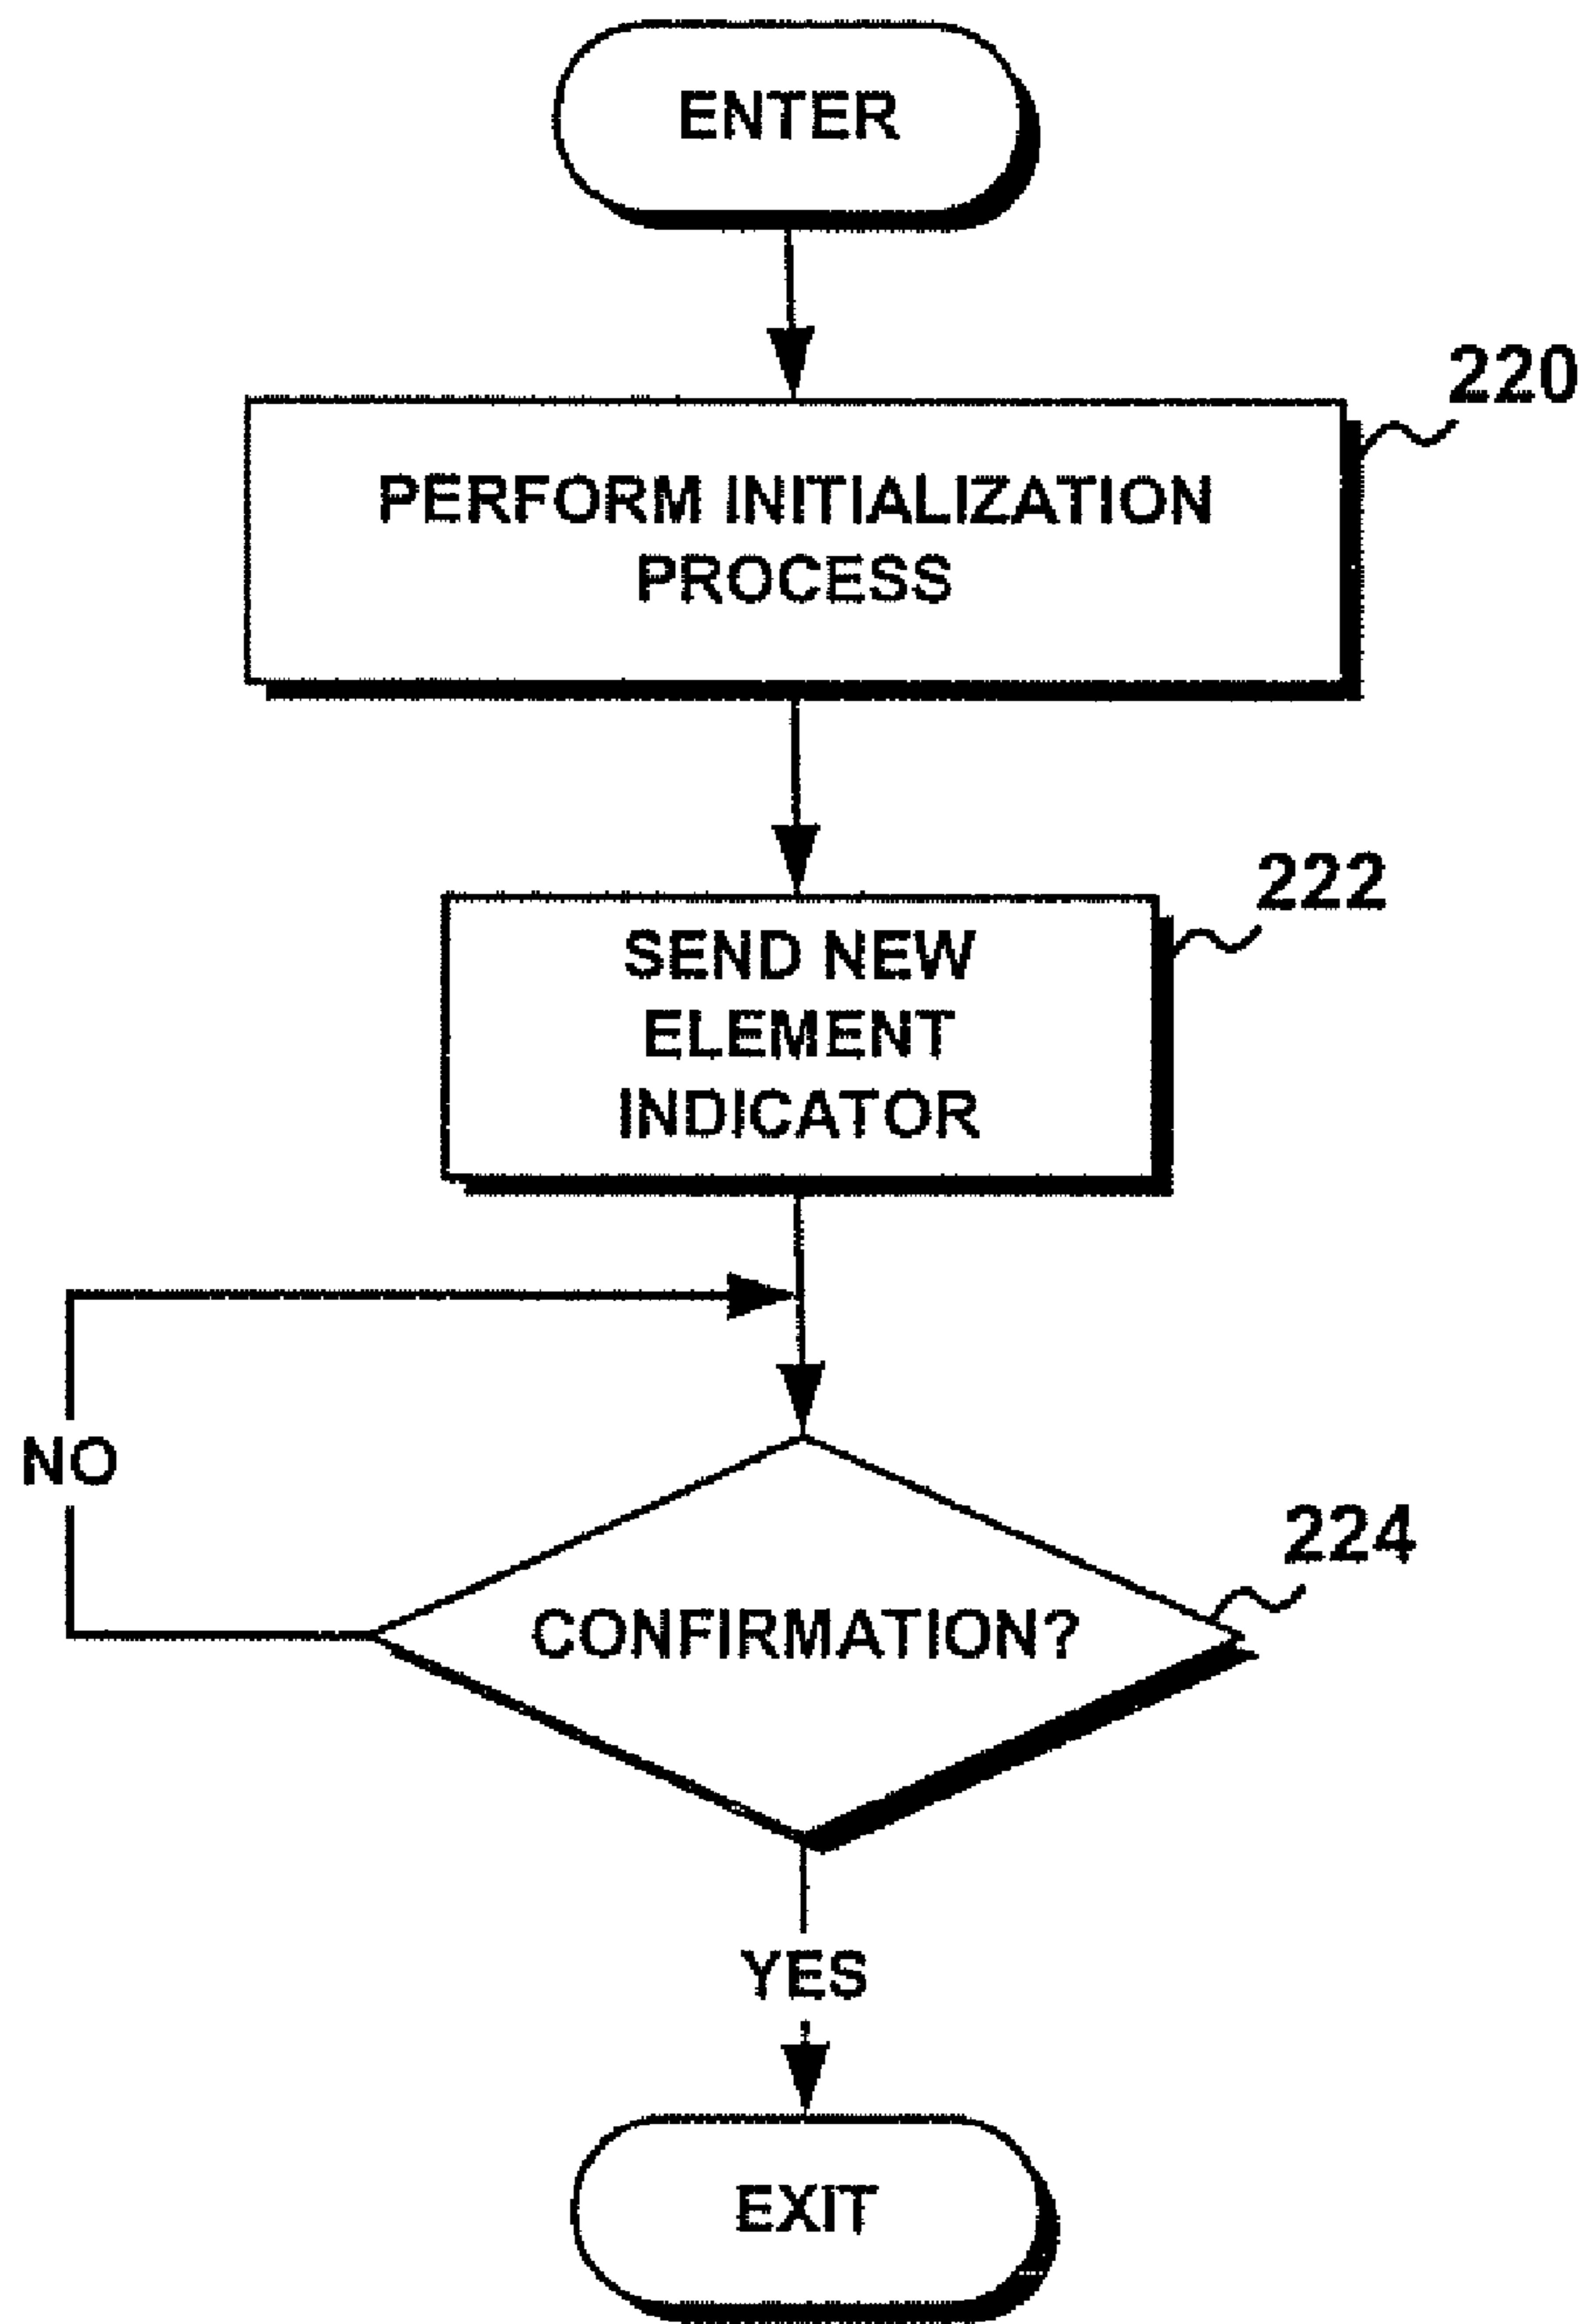 ENTER
220
PERFORM INITIALIZATION
PROCESS
222
SEND NEW
ELEMENT
INDICATOR
NO
224
CONFIRMATION?
YES
EXIT